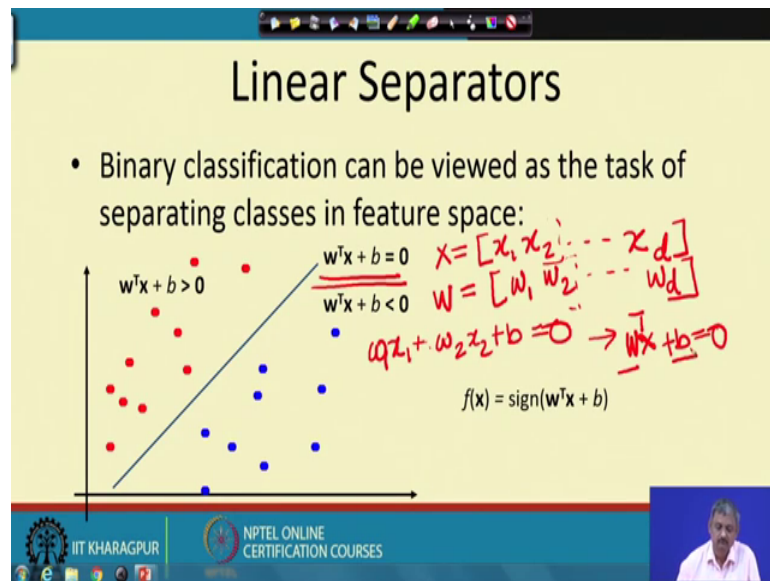 Linear Separators
• Binary classification can be viewed as the task of
separating classes in feature space:
wᵀx + b = 0
wᵀx + b > 0
wᵀx + b < 0
x = [x₁ x₂ ⋯ x_d]
w = [w₁ w₂ ⋯ w_d]
ωx₁ + w₂x₂ + b = 0 → wᵀx + b = 0
f(x) = sign(wᵀx + b)
IIT KHARAGPUR
NPTEL ONLINE
CERTIFICATION COURSES